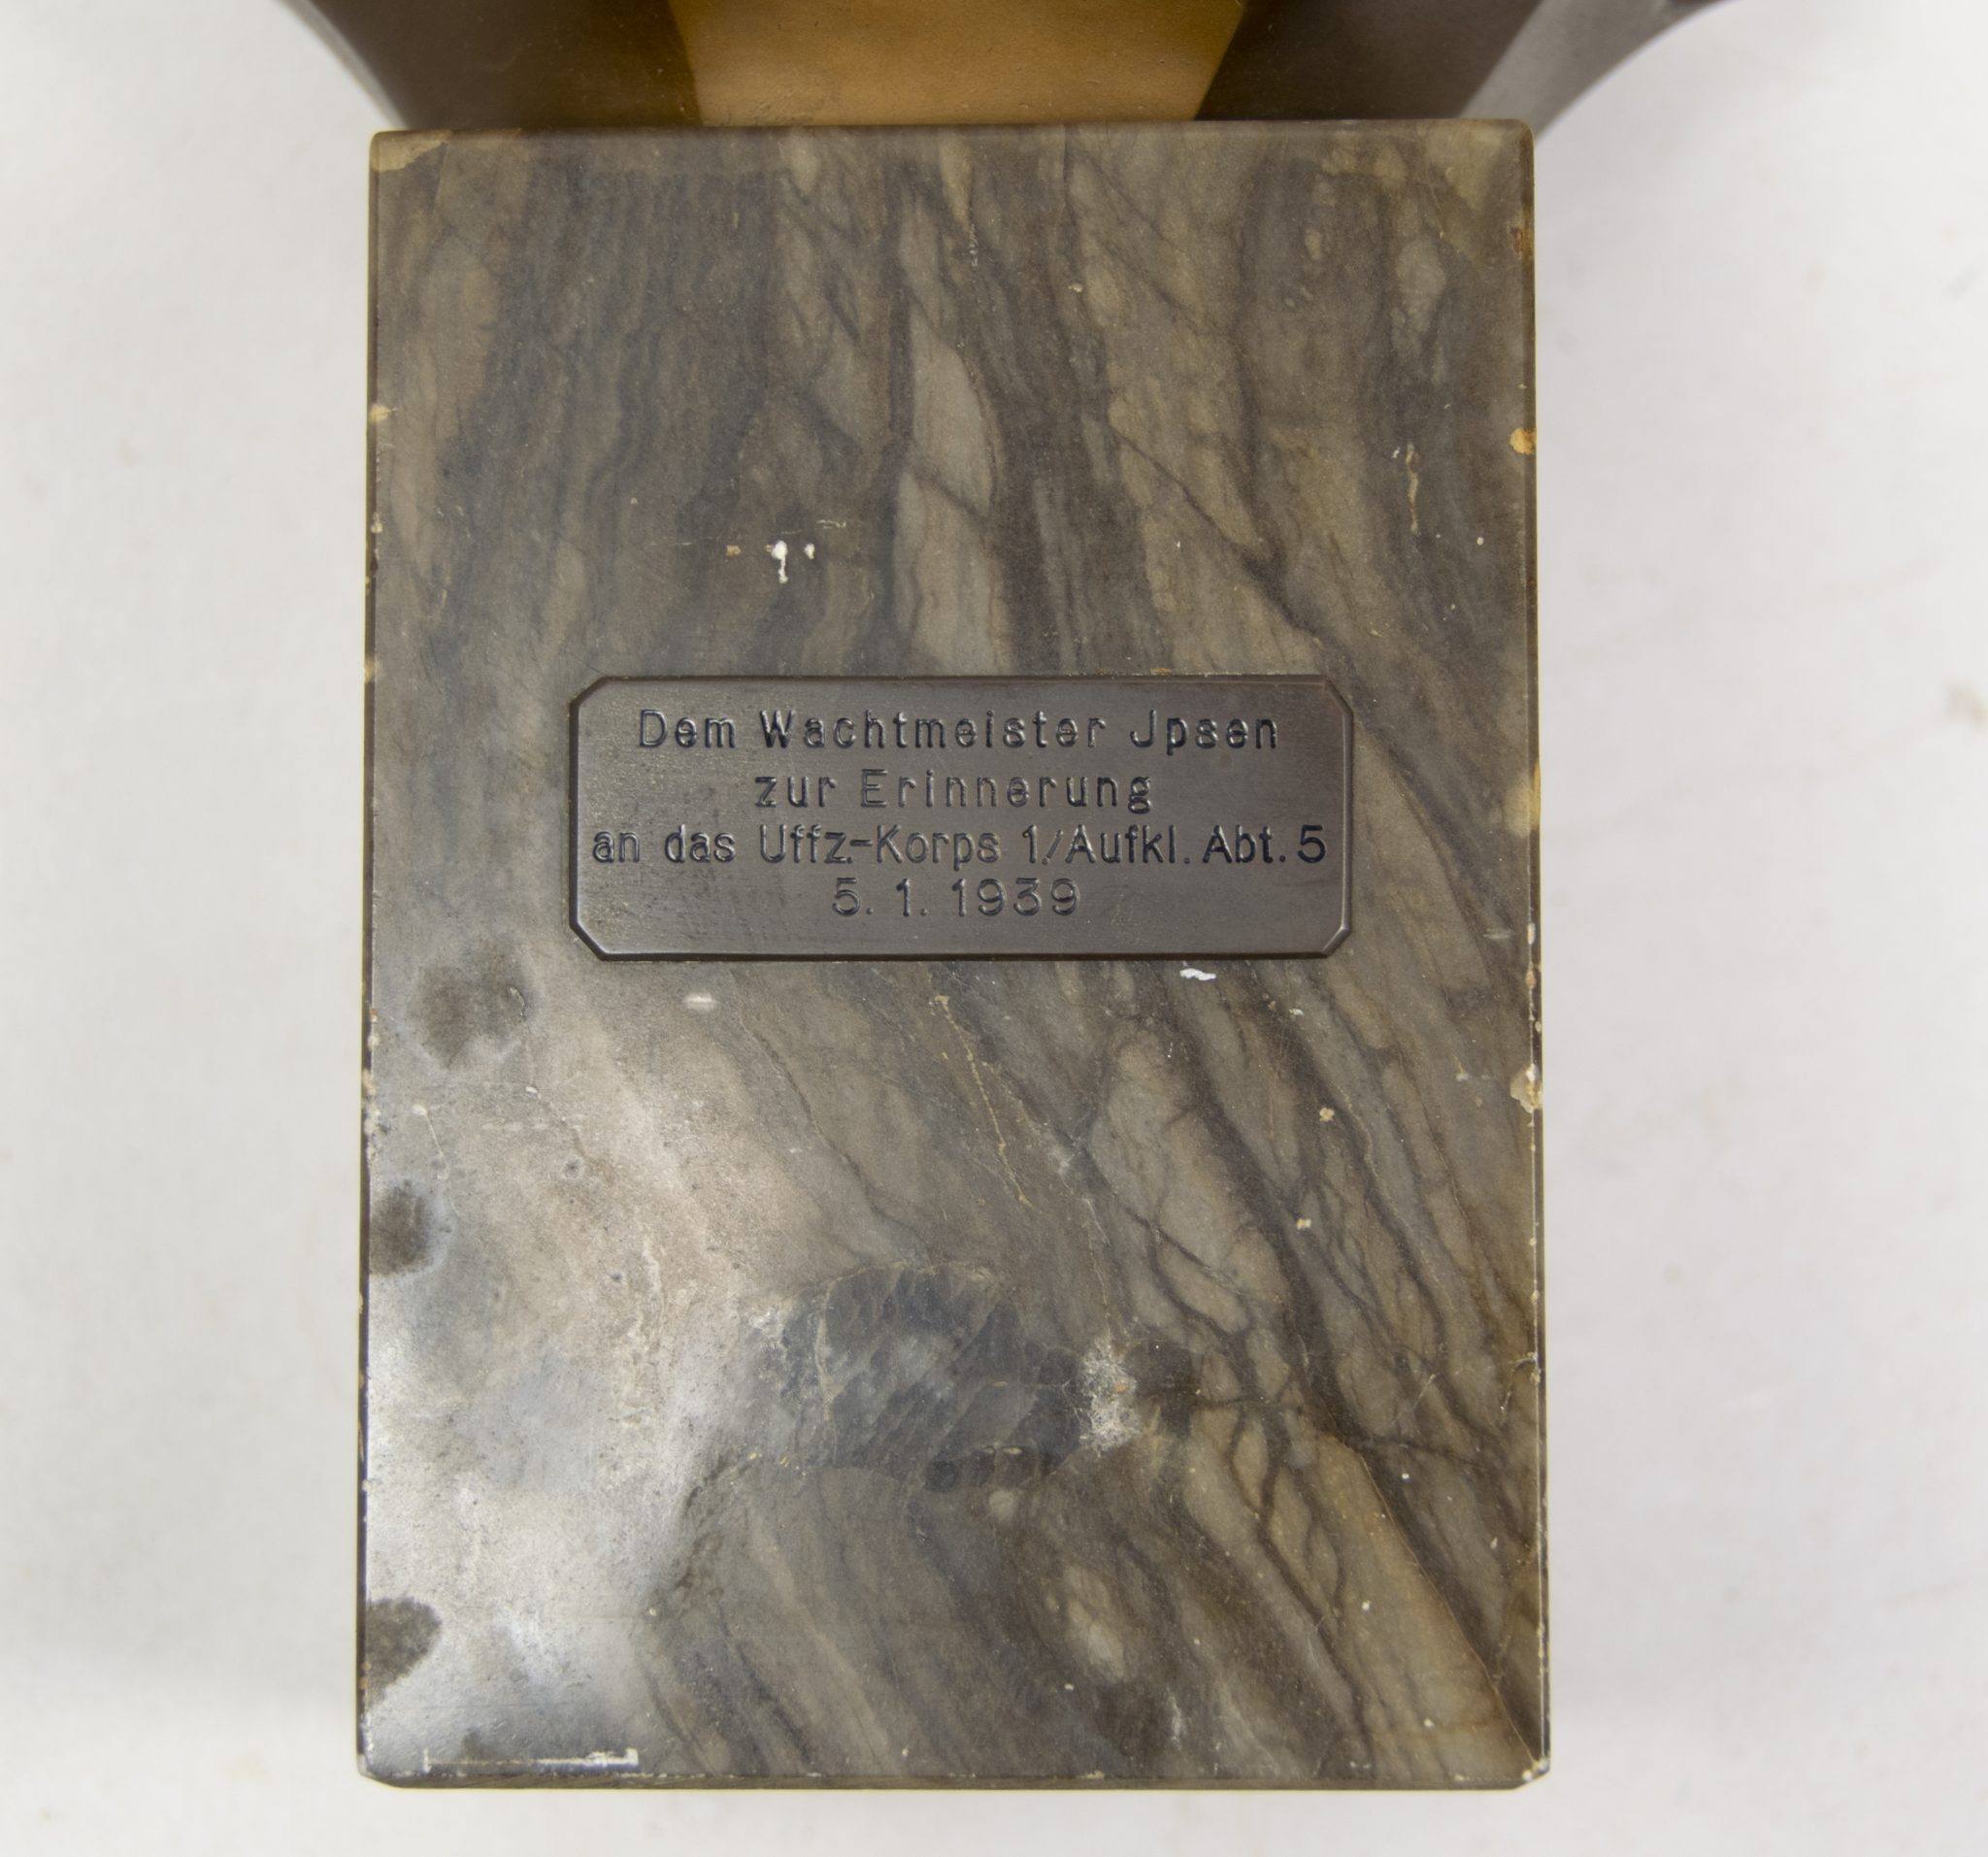 Dem Wachtmeister Jpsen
zur Erinnerung
an das Uffz-Korps 1/Aufkl. Abt. 5
5. 1. 1939